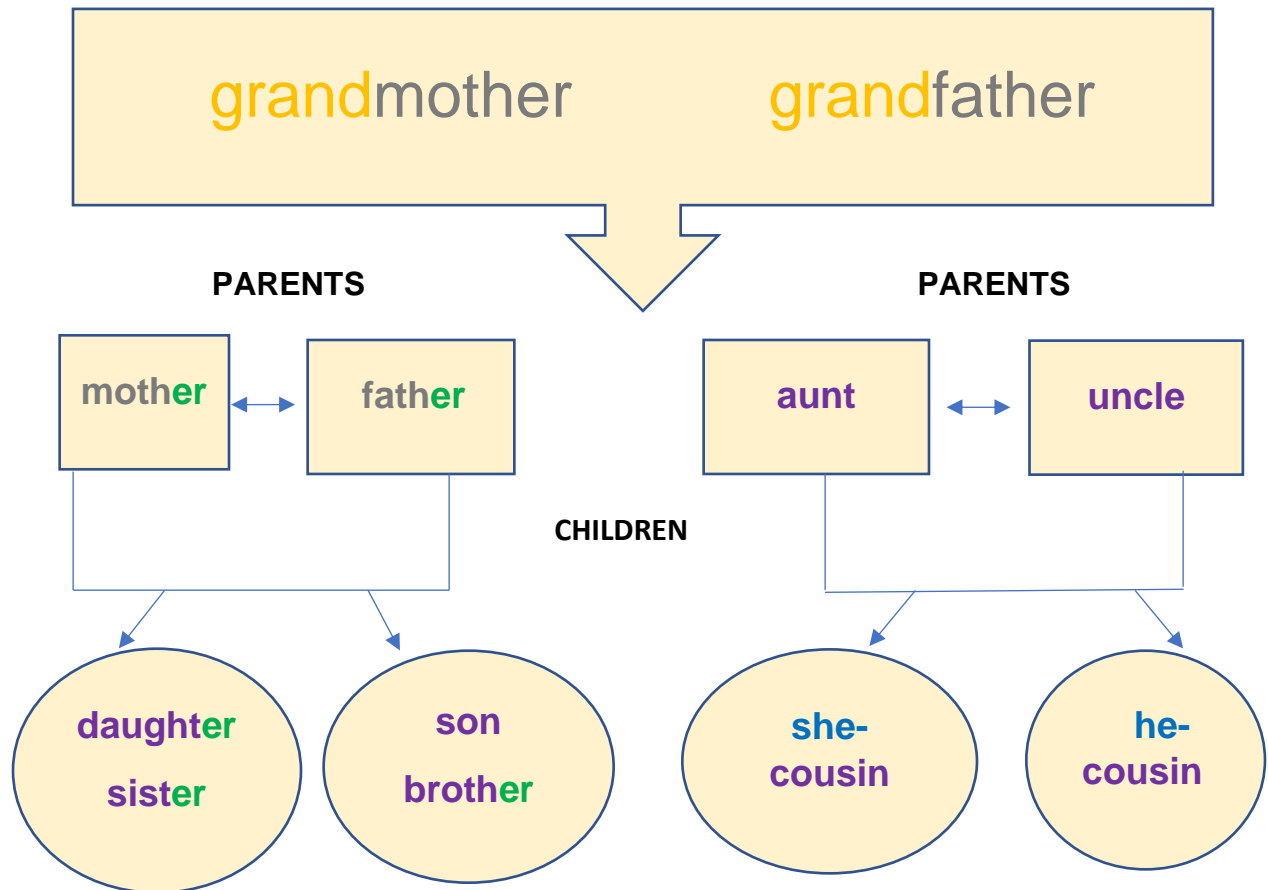 grandmother grandfather
PARENTS PARENTS
mother father aunt uncle
CHILDREN
daughter
sister
son
brother
she-
cousin
he-
cousin